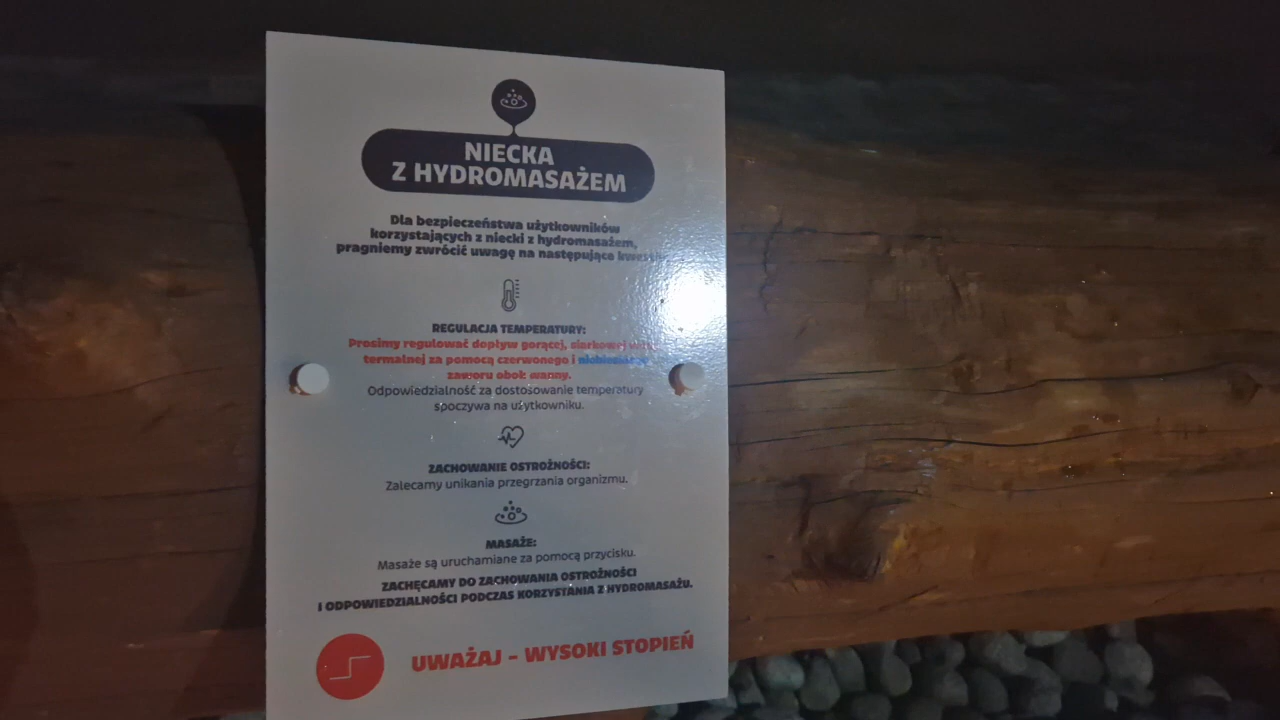 NIECKA
Z HYDROMASAŻEM
Dla bezpieczeństwa użytkowników
korzystających z niecki z hydromasażem,
pragniemy zwrócić uwagę na następujące
REGULACJA TEMPERATURY:
Prosimy regulować dopływ gorącej, siarkowej
termalnej za pomocą czerwonego i
zaworu obok wanny.
Odpowiedzialność za dostosowanie temperatury
spoczywa na użytkowniku.
ZACHOWANIE OSTROŻNOŚCI:
Zalecamy unikania przegrzania organizmu.
MASAŻE:
Masaże są uruchamiane za pomocą przycisku.
ZACHĘCAMY DO ZACHOWANIA OSTROŻNOŚCI
I ODPOWIEDZIALNOŚCI PODCZAS KORZYSTANIA Z HYDROMASAŻU.
UWAŻAJ - WYSOKI STOPIEŃ